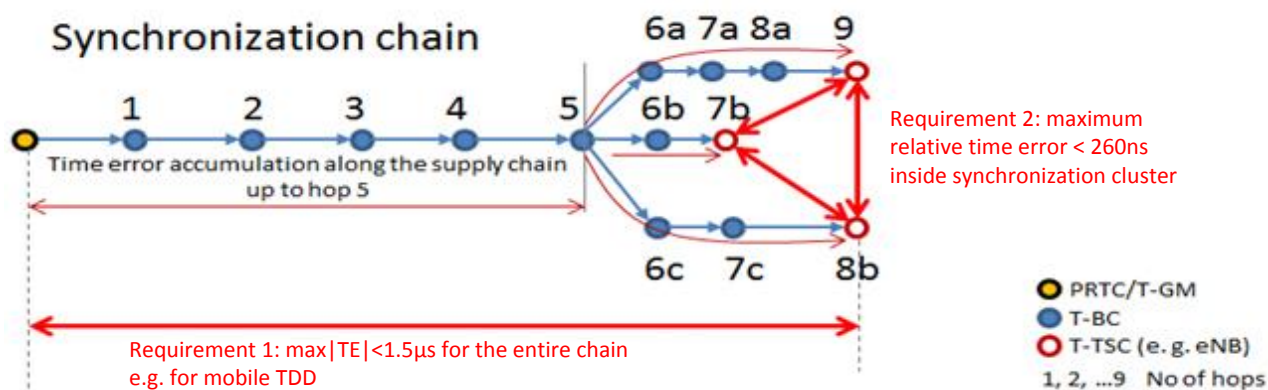 Synchronization chain
6a 7a 8a 9
1 2 3 4 5 6b 7b
Time error accumulation along the supply chain
up to hop 5
Requirement 2: maximum
relative time error < 260ns
inside synchronization cluster
6c 7c 8b
Requirement 1: max|TE|<1.5µs for the entire chain
e.g. for mobile TDD
PRTC/T-GM
T-BC
T-TSC (e. g. eNB)
1, 2, ...9 No of hops